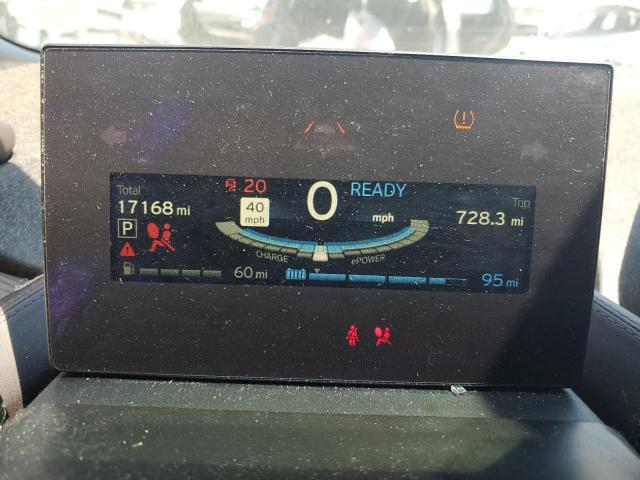 20
READY
Total
17168 mi
40
mph
0
mph
Trip
728.3 mi
P
CHARGE
ePOWER
60 mi
95 mi